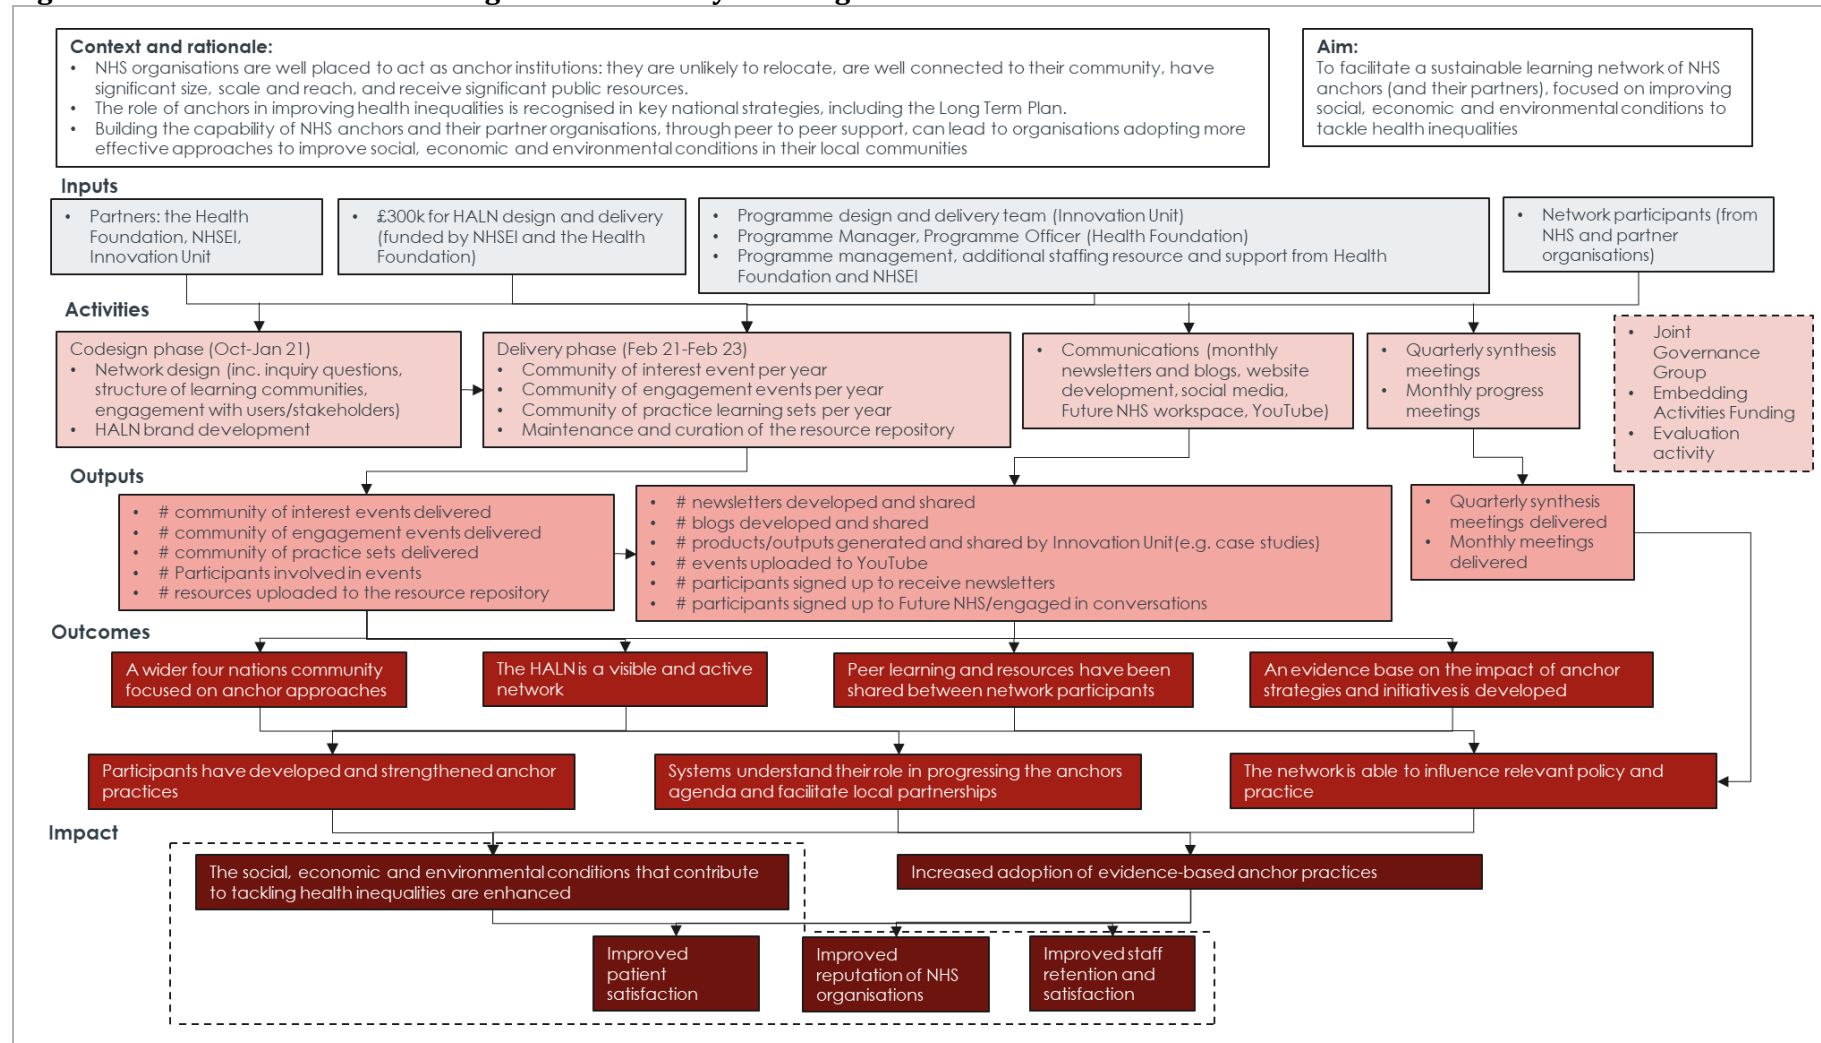 Context and rationale:
• NHS organisations are well placed to act as anchor institutions: they are unlikely to relocate, are well connected to their community, have
significant size, scale and reach, and receive significant public resources.
• The role of anchors in improving health inequalities is recognised in key national strategies, including the Long Term Plan.
• Building the capability of NHS anchors and their partner organisations, through peer to peer support, can lead to organisations adopting more
effective approaches to improve social, economic and environmental conditions in their local communities
Aim:
To facilitate a sustainable learning network of NHS
anchors (and their partners), focused on improving
social, economic and environmental conditions to
tackle health inequalities
Inputs
• Partners: the Health
Foundation, NHSEI,
Innovation Unit
• £300k for HALN design and delivery
(funded by NHSEI and the Health
Foundation)
• Programme design and delivery team (Innovation Unit)
• Programme Manager, Programme Officer (Health Foundation)
• Programme management, additional staffing resource and support from Health
Foundation and NHSEI
• Network participants (from
NHS and partner
organisations)
Activities
Codesign phase (Oct-Jan 21)
• Network design (inc. inquiry questions,
structure of learning communities,
engagement with users/stakeholders)
• HALN brand development
Delivery phase (Feb 21-Feb 23)
• Community of interest event per year
• Community of engagement events per year
• Community of practice learning sets per year
• Maintenance and curation of the resource repository
• Communications (monthly
newsletters and blogs, website
development, social media,
Future NHS workspace, YouTube)
• Quarterly synthesis
meetings
• Monthly progress
meetings
• Joint
Governance
Group
• Embedding
Activities Funding
• Evaluation
activity
Outputs
• # community of interest events delivered
• # community of engagement events delivered
• # community of practice sets delivered
• # Participants involved in events
• # resources uploaded to the resource repository
• # newsletters developed and shared
• # blogs developed and shared
• # products/outputs generated and shared by Innovation Unit(e.g. case studies)
• # events uploaded to YouTube
• # participants signed up to receive newsletters
• # participants signed up to Future NHS/engaged in conversations
• Quarterly synthesis
meetings delivered
• Monthly meetings
delivered
Outcomes
A wider four nations community
focused on anchor approaches
The HALN is a visible and active
network
Peer learning and resources have been
shared between network participants
An evidence base on the impact of anchor
strategies and initiatives is developed
Participants have developed and strengthened anchor
practices
Systems understand their role in progressing the anchors
agenda and facilitate local partnerships
The network is able to influence relevant policy and
practice
Impact
The social, economic and environmental conditions that contribute
to tackling health inequalities are enhanced
Increased adoption of evidence-based anchor practices
Improved
patient
satisfaction
Improved
reputation of NHS
organisations
Improved staff
retention and
satisfaction